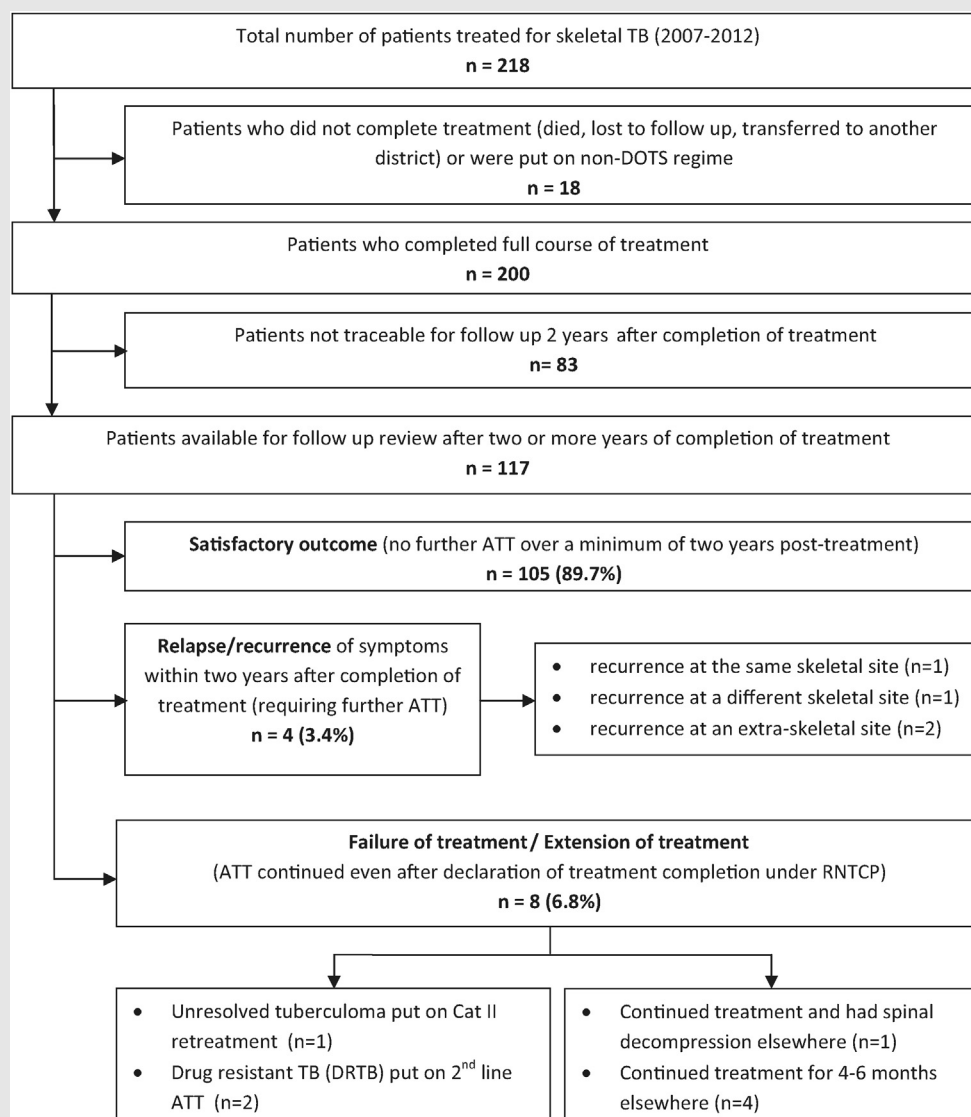 Total number of patients treated for skeletal TB (2007-2012)
n = 218
Patients who did not complete treatment (died, lost to follow up, transferred to another
district) or were put on non-DOTS regime
n = 18
Patients who completed full course of treatment
n = 200
Patients not traceable for follow up 2 years after completion of treatment
n= 83
Patients available for follow up review after two or more years of completion of treatment
n = 117
Satisfactory outcome (no further ATT over a minimum of two years post-treatment)
n = 105 (89.7%)
Relapse/recurrence of symptoms
within two years after completion of
treatment (requiring further ATT)
n = 4 (3.4%)
• recurrence at the same skeletal site (n=1)
• recurrence at a different skeletal site (n=1)
• recurrence at an extra-skeletal site (n=2)
Failure of treatment/ Extension of treatment
(ATT continued even after declaration of treatment completion under RNTCP)
n = 8 (6.8%)
• Unresolved tuberculoma put on Cat II
retreatment (n=1)
• Drug resistant TB (DRTB) put on 2nd line
ATT (n=2)
• Continued treatment and had spinal
decompression elsewhere (n=1)
• Continued treatment for 4-6 months
elsewhere (n=4)